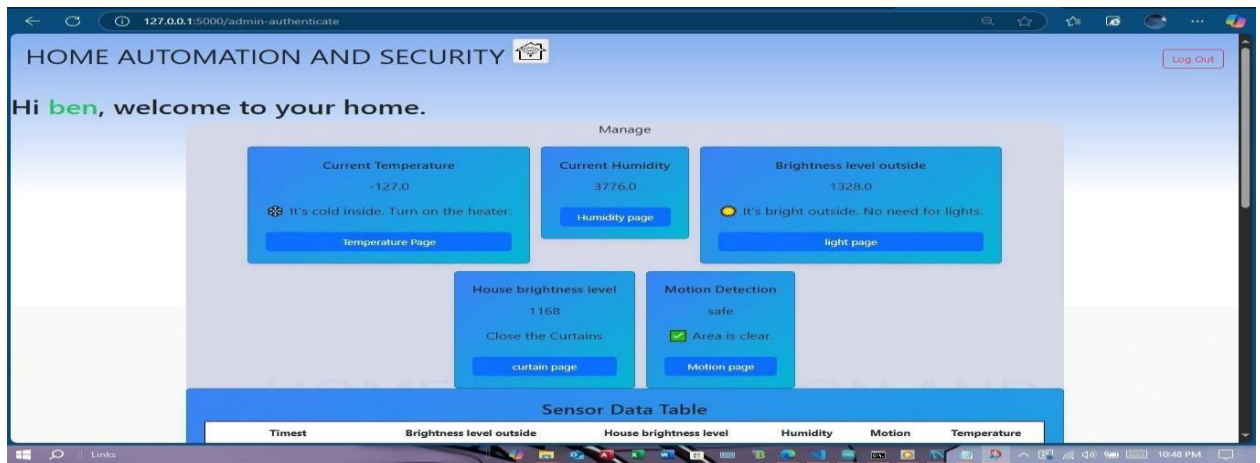 127.0.0.1:5000/admin-authenticate
HOME AUTOMATION AND SECURITY
Log Out
Hi ben, welcome to your home.
Manage
Current Temperature
-127.0
It's cold inside. Turn on the heater.
Temperature Page
Current Humidity
3776.0
Humidity page
Brightness level outside
1328.0
It's bright outside. No need for lights.
light page
House brightness level
1168
Close the Curtains
curtain page
Motion Detection
safe
Area is clear.
Motion page
Sensor Data Table
Timest Brightness level outside House brightness level Humidity Motion Temperature
Links
10:48 PM